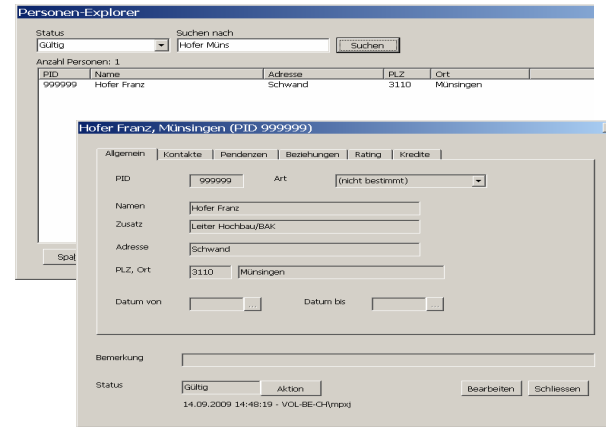 Personen-Explorer
Status
Suchen nach
Gültig
Hofer Müns
Suchen
Anzahl Personen: 1
PID Name Adresse PLZ Ort
999999 Hofer Franz Schwand 3110 Münsingen
Hofer Franz, Münsingen (PID 999999)
Allgemein Kontakte Pendenzen Beziehungen Rating Kredite
PID 999999 Art (nicht bestimmt)
Namen Hofer Franz
Zusatz Leiter Hochbau/BAK
Adresse Schwand
PLZ, Ort 3110 Münsingen
Datum von ... Datum bis ...
Bemerkung
Status Gültig Aktion Bearbeiten Schliessen
14.09.2009 14:48:19 - VOL-BE-CH\mpxj